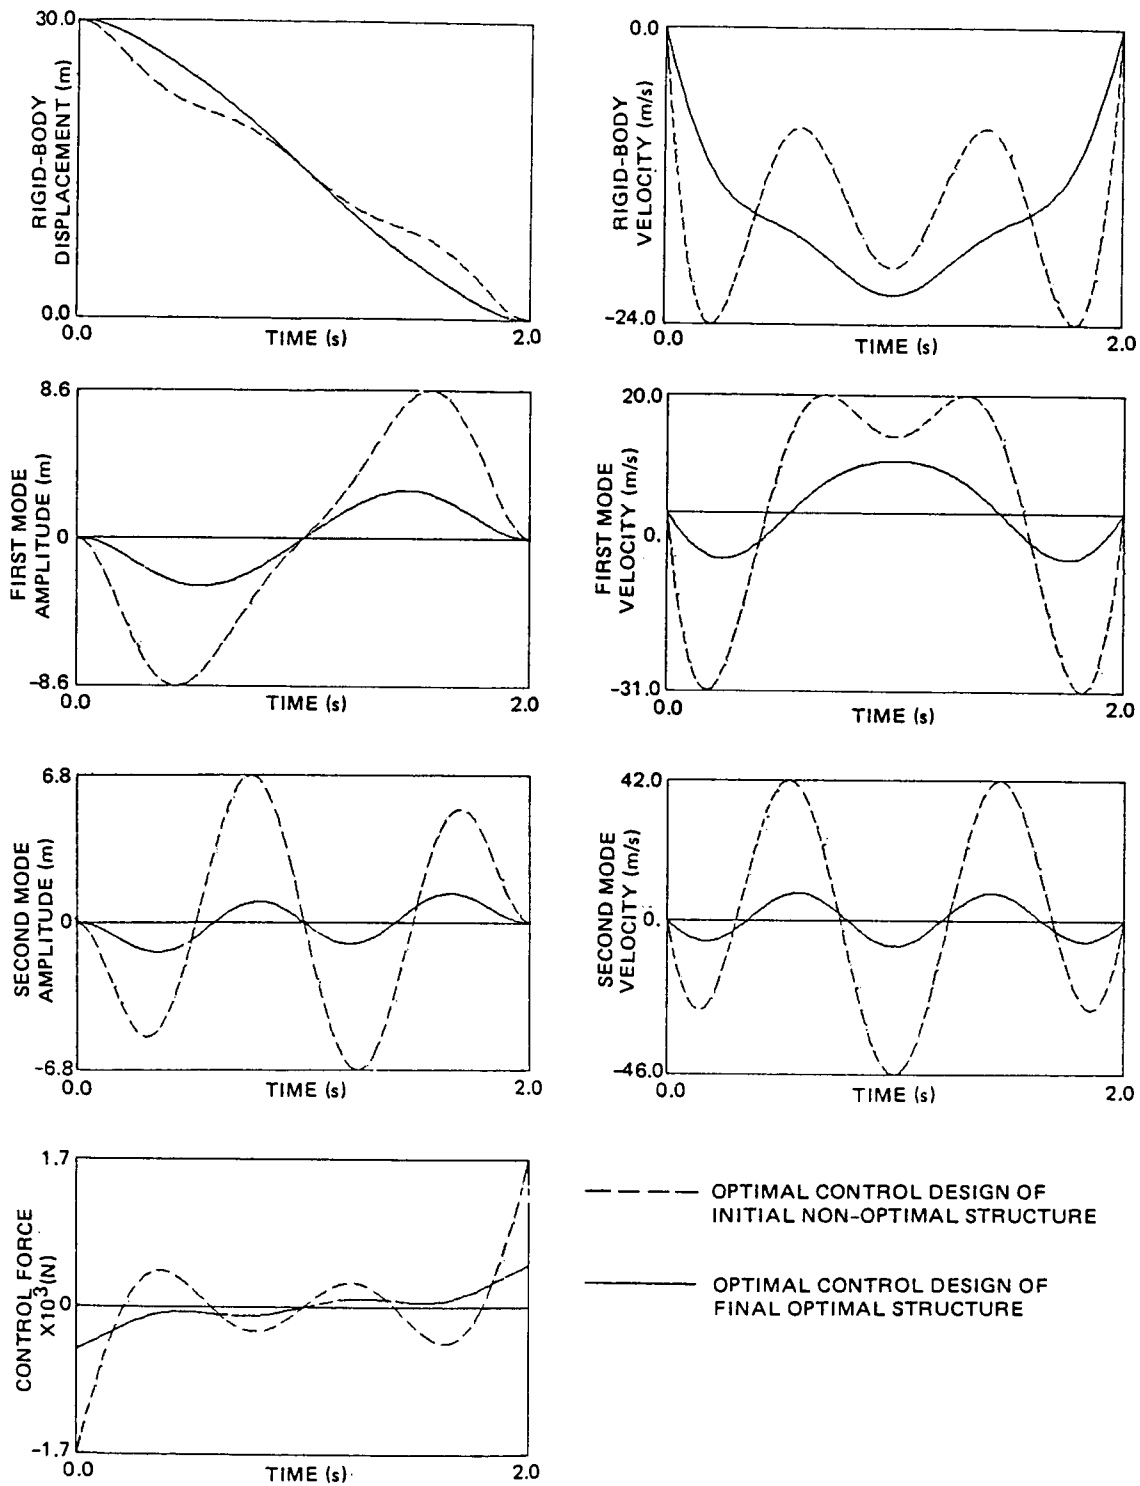 30.0
RIGID-BODY
DISPLACEMENT (m)
0.0
0.0
TIME (s)
2.0
0.0
RIGID-BODY
VELOCITY (m/s)
-24.0
0.0
TIME (s)
2.0
8.6
FIRST MODE
AMPLITUDE (m)
0
-8.6
0.0
TIME (s)
2.0
20.0
FIRST MODE
VELOCITY (m/s)
0.
-31.0
0.0
TIME (s)
2.0
6.8
SECOND MODE
AMPLITUDE (m)
0
-6.8
0.0
TIME (s)
2.0
42.0
SECOND MODE
VELOCITY (m/s)
0.
-46.0
0.0
TIME (s)
2.0
1.7
CONTROL FORCE
X10³(N)
0
-1.7
0.0
TIME (s)
2.0
OPTIMAL CONTROL DESIGN OF
INITIAL NON-OPTIMAL STRUCTURE
OPTIMAL CONTROL DESIGN OF
FINAL OPTIMAL STRUCTURE